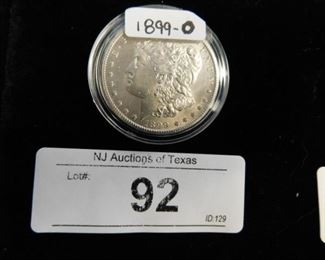 1899-O
NJ Auctions of Texas
Lot#:
92
ID:129